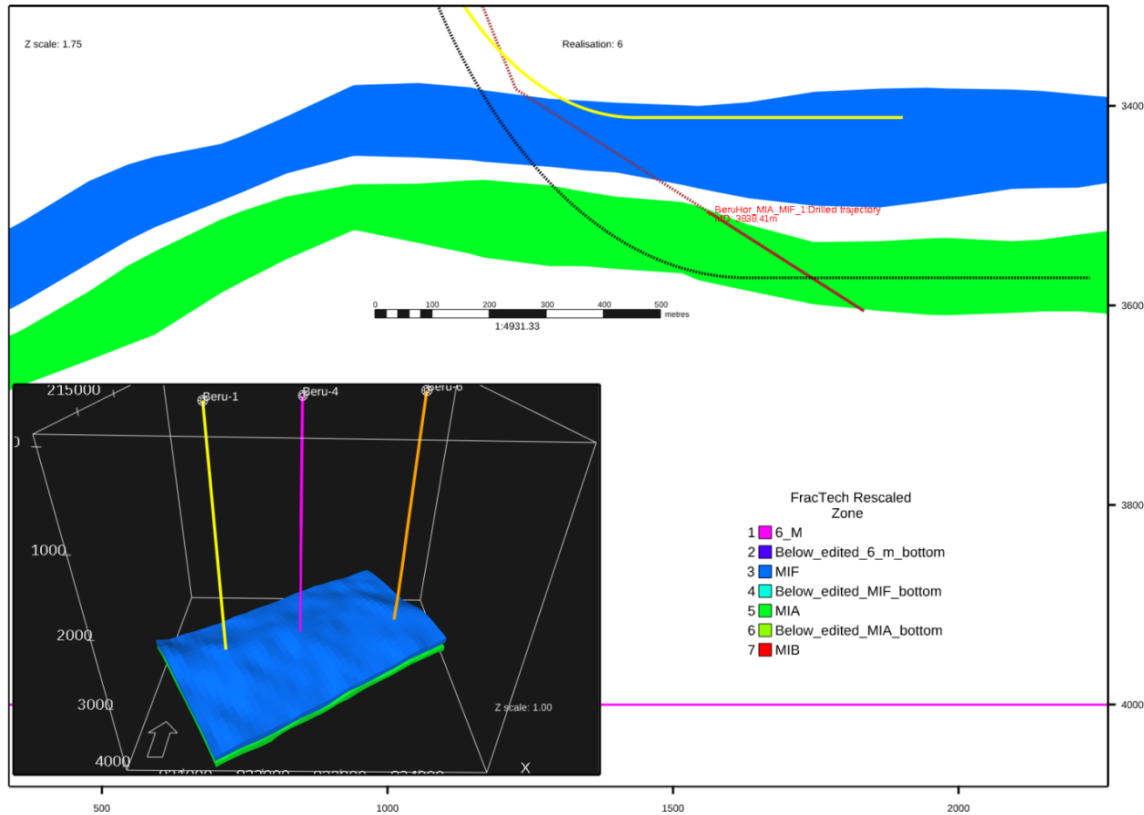 Z scale: 1.75
Realisation: 6
3400
BeruHor_MIA_MIF_1:Drilled trajectory
MD: 3838.41m
0 100 200 300 400 500
metres
1:4931.33
3600
215000
Beru-1
Beru-4
Beru-6
1000
2000
3000
4000
Z scale: 1.00
X
FracTech Rescaled
Zone
1 6_M
2 Below_edited_6_m_bottom
3 MIF
4 Below_edited_MIF_bottom
5 MIA
6 Below_edited_MIA_bottom
7 MIB
3800
4000
500 1000 1500 2000